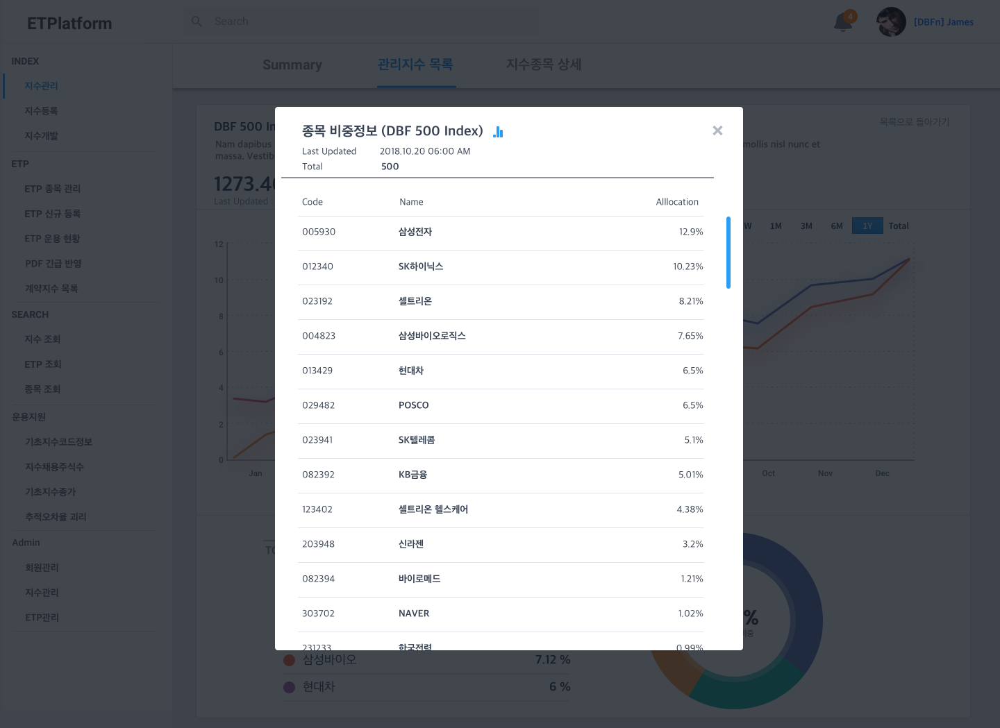 ETPlatform
Search
4
[DBFn] James
Summary
관리지수 목록
지수종목 상세
INDEX
지수관리
지수등록
지수개발
ETP
ETP 종목 관리
ETP 신규 등록
ETP 운용 현황
PDF 긴급 반영
계약지수 목록
SEARCH
지수 조회
ETP 조회
종목 조회
운용지원
기초지수코드정보
지수채용주식수
기초지수종가
추적오차율 괴리
Admin
회원관리
지수관리
ETP관리
DBF 500 In
목록으로 돌아가기
Nam dapibus
mollis nisl nunc et
massa, Vestib
1273.4
Last Updated :
W 1M 3M 6M 1Y Total
12
10
8
6
4
2
0
Jan
Oct
Nov
Dec
종목 비중정보 (DBF 500 Index)
Last Updated 2018.10.20 06:00 AM
Total 500
Code Name Alllocation
005930 삼성전자 12.9%
012340 SK하이닉스 10.23%
023192 셀트리온 8.21%
004823 삼성바이오로직스 7.65%
013429 현대차 6.5%
029482 POSCO 6.5%
023941 SK텔레콤 5.1%
082392 KB금융 5.01%
123402 셀트리온 헬스케어 4.38%
203948 신라젠 3.2%
082394 바이로메드 1.21%
303702 NAVER 1.02%
231233 한국전력 0.99%
%
삼성바이오 7.12 %
현대차 6 %